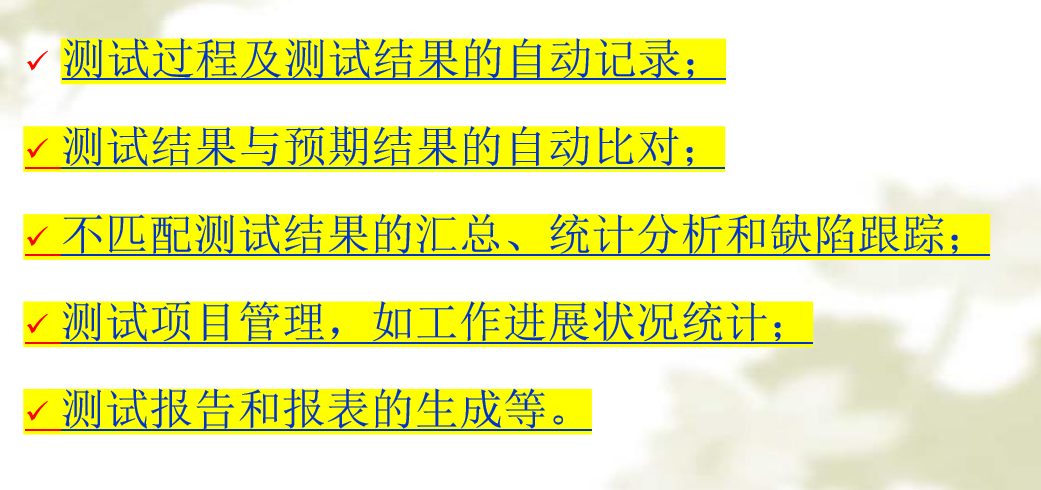 ✓ 测试过程及测试结果的自动记录；
✓ 测试结果与预期结果的自动比对；
✓ 不匹配测试结果的汇总、统计分析和缺陷跟踪；
✓ 测试项目管理，如工作进展状况统计；
✓ 测试报告和报表的生成等。